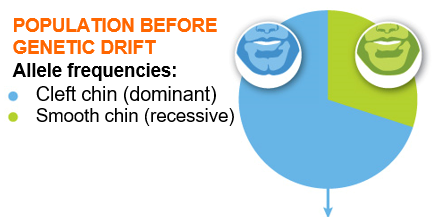 POPULATION BEFORE
GENETIC DRIFT
Allele frequencies:
Cleft chin (dominant)
Smooth chin (recessive)